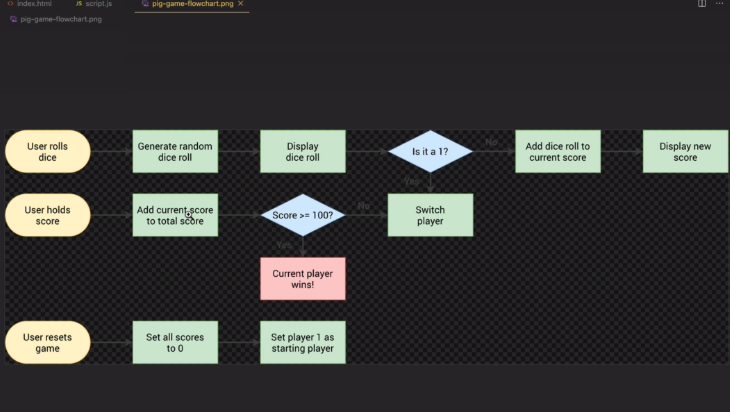 index.html
JS script.js
pig-game-flowchart.png
pig-game-flowchart.png
User rolls
dice
Generate random
dice roll
Display
dice roll
Is it a 1?
No
Add dice roll to
current score
Display new
score
Yes
User holds
score
Add current score
to total score
Score >= 100?
No
Switch
player
Yes
Current player
wins!
User resets
game
Set all scores
to 0
Set player 1 as
starting player